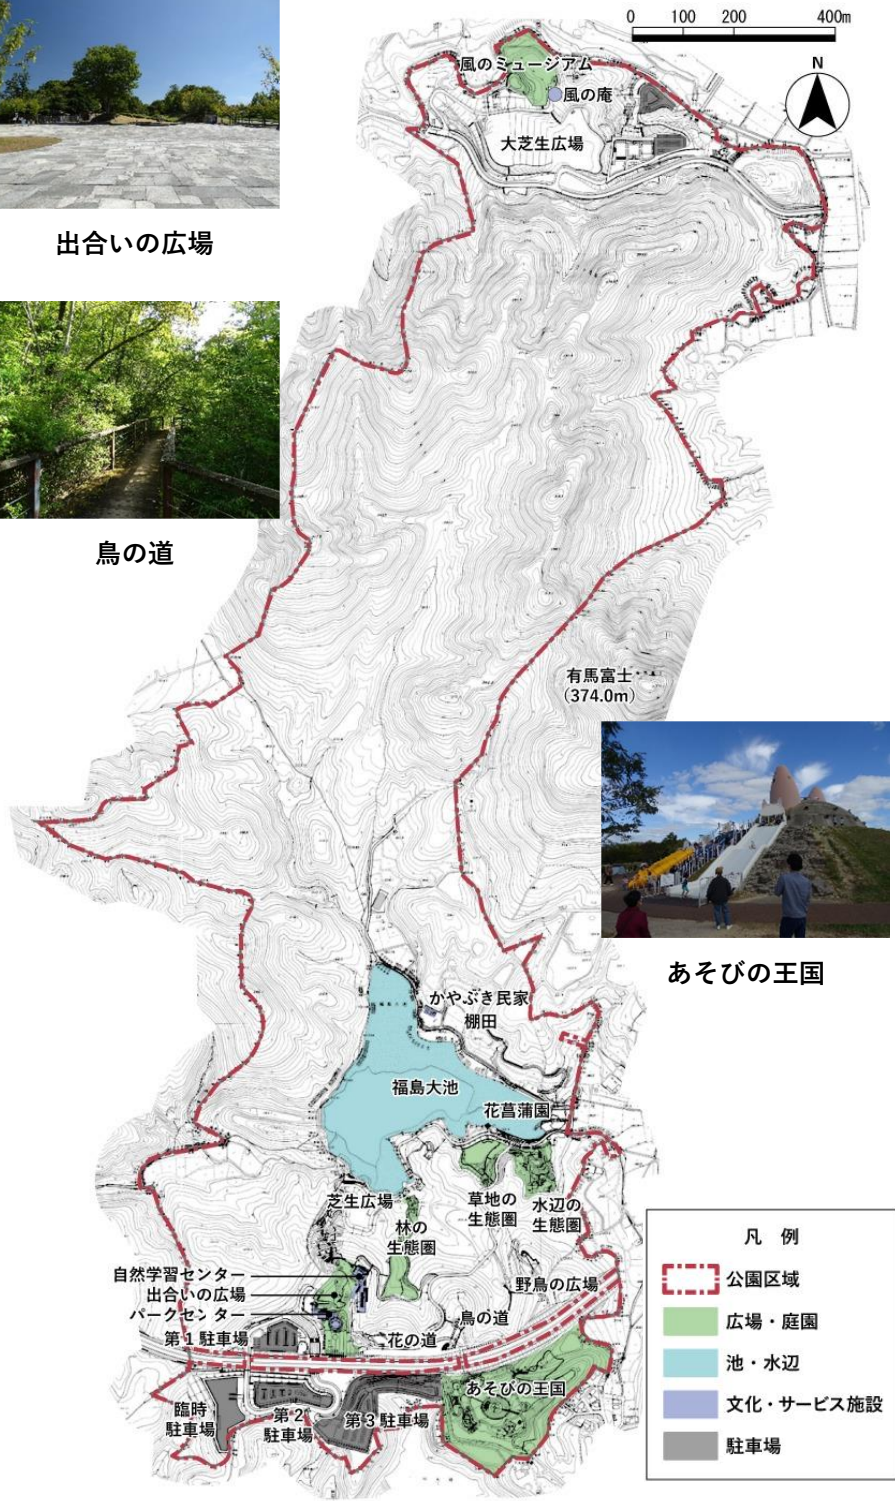 0 100 200 400m
N
風のミュージアム
風の庵
大芝生広場
出合いの広場
鳥の道
有馬富士
(374.0m)
あそびの王国
かやぶき民家
棚田
福島大池
花菖蒲園
芝生広場
林の
生態園
草地の
生態園
水辺の
生態園
自然学習センター
出合いの広場
パークセンター
第1駐車場
野鳥の広場
鳥の道
花の道
あそびの王国
臨時
駐車場
第2
駐車場
第3駐車場
凡 例
公園区域
広場・庭園
池・水辺
文化・サービス施設
駐車場